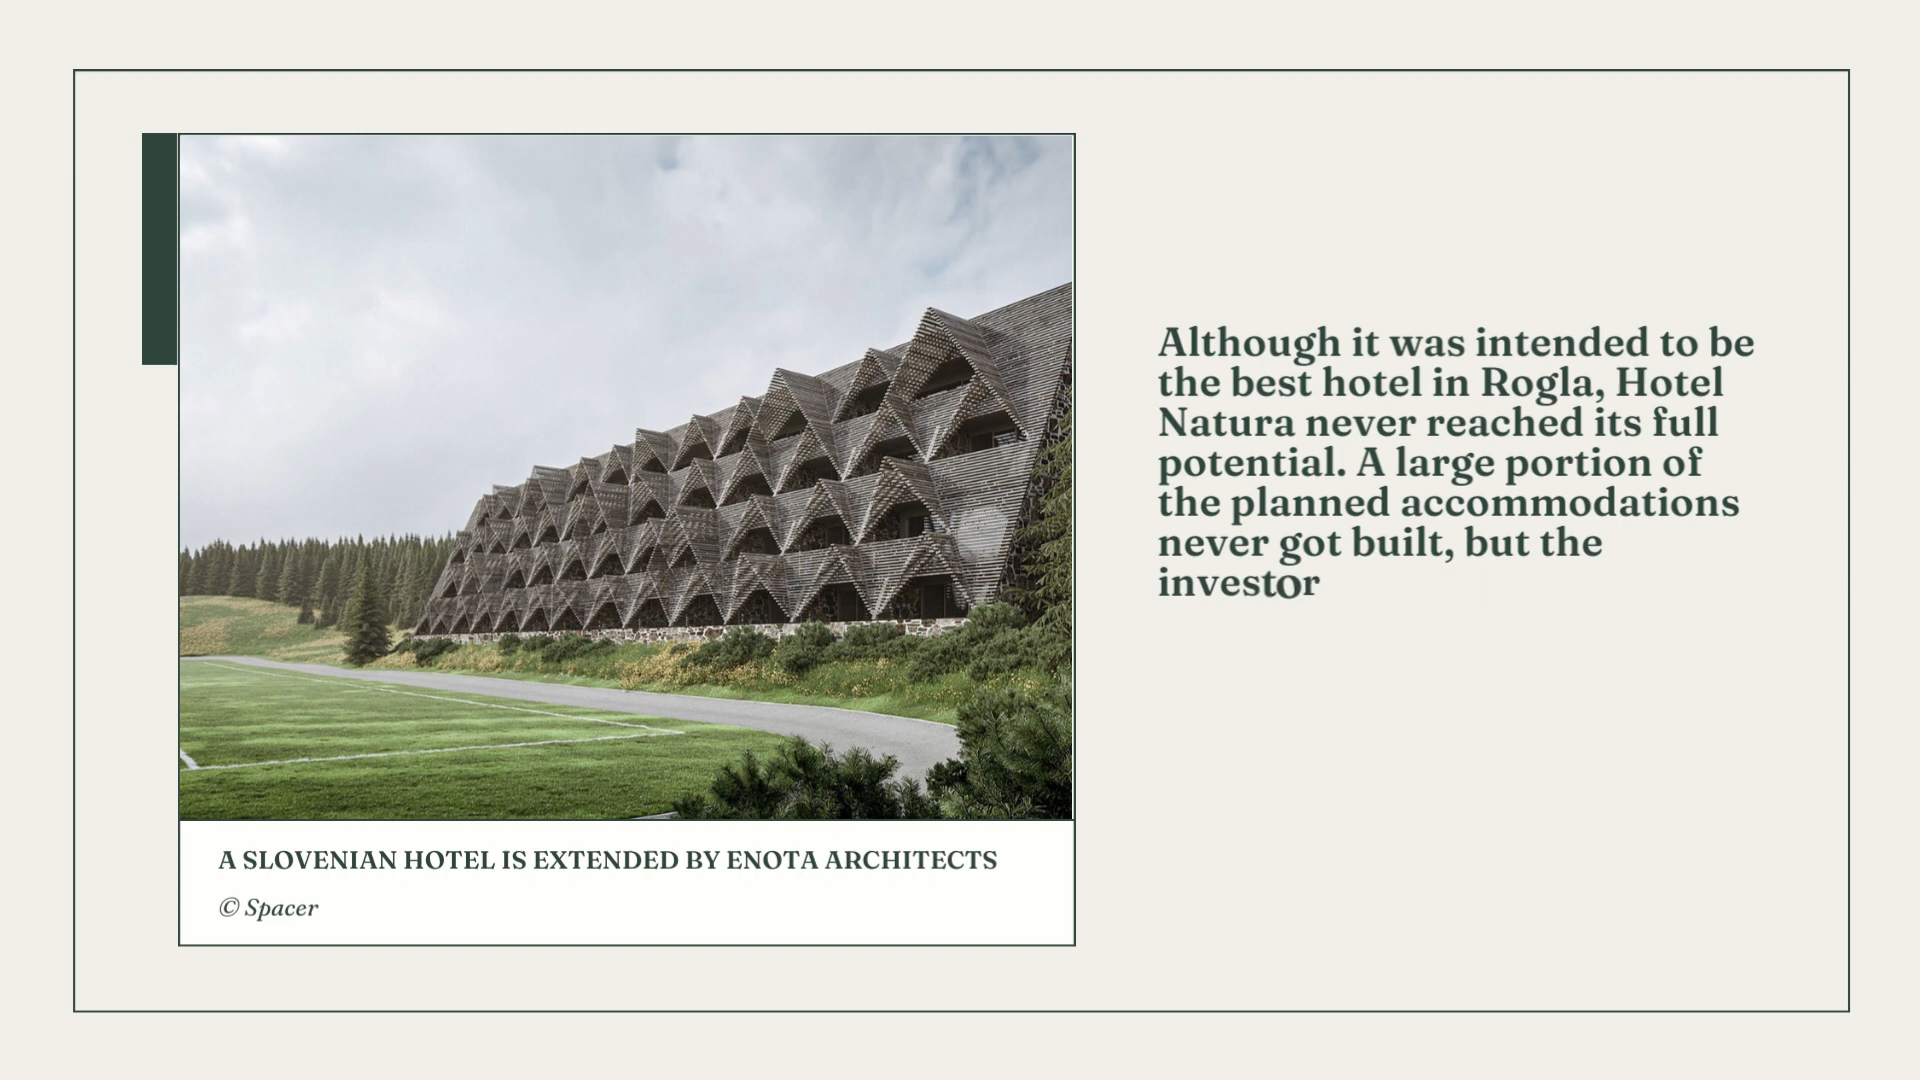 Although it was intended to be
the best hotel in Rogla, Hotel
Natura never reached its full
potential. A large portion of
the planned accommodations
never got built, but the
investor
A SLOVENIAN HOTEL IS EXTENDED BY ENOTA ARCHITECTS
© Spacer